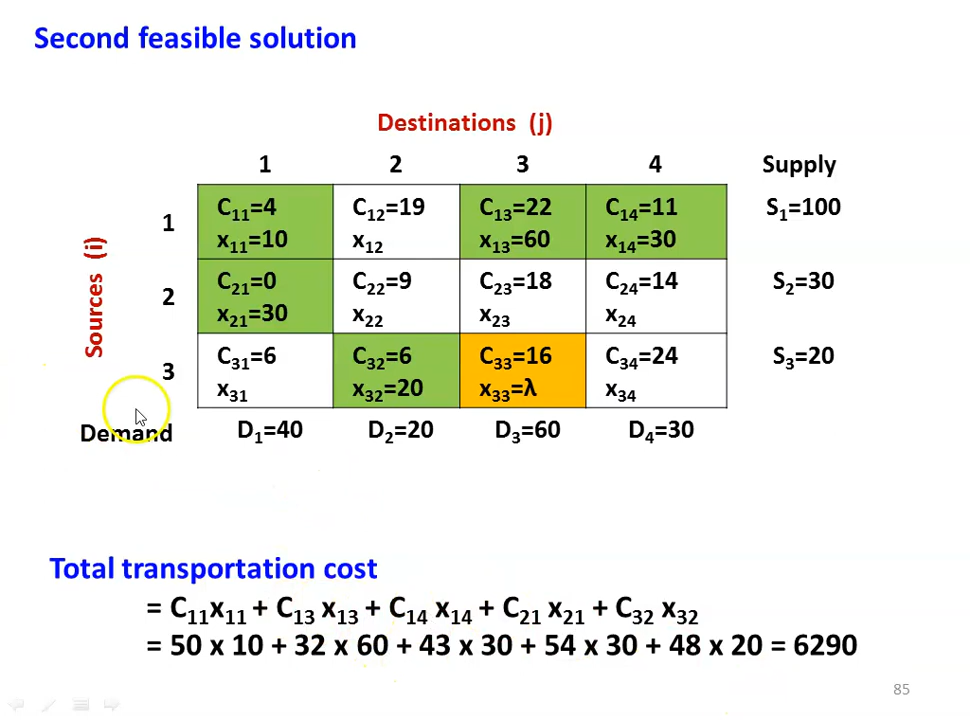 Second feasible solution
Destinations (j)
1 2 3 4 Supply
C₁₁=4 C₁₂=19 C₁₃=22 C₁₄=11 S₁=100
1
x₁₁=10 x₁₂ x₁₃=60 x₁₄=30
Sources (i)
C₂₁=0 C₂₂=9 C₂₃=18 C₂₄=14 S₂=30
2
x₂₁=30 x₂₂ x₂₃ x₂₄
C₃₁=6 C₃₂=6 C₃₃=16 C₃₄=24 S₃=20
3
x₃₁ x₃₂=20 x₃₃=λ x₃₄
Demand D₁=40 D₂=20 D₃=60 D₄=30
Total transportation cost
= C₁₁x₁₁ + C₁₃ x₁₃ + C₁₄ x₁₄ + C₂₁ x₂₁ + C₃₂ x₃₂
= 50 x 10 + 32 x 60 + 43 x 30 + 54 x 30 + 48 x 20 = 6290
85